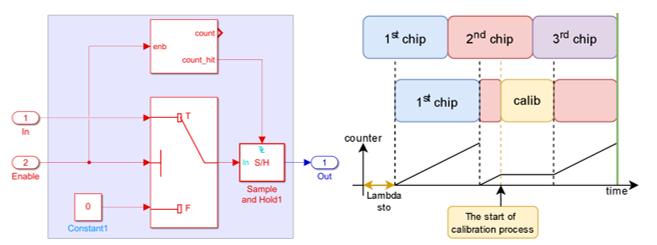 count
enb
count_hit
1
In
T
2
Enable
In
S/H
1
Out
Sample
and Hold1
0
F
Constant1
1st chip
2nd chip
3rd chip
1st chip
calib
counter
time
Lambda
sto
The start of
calibration process